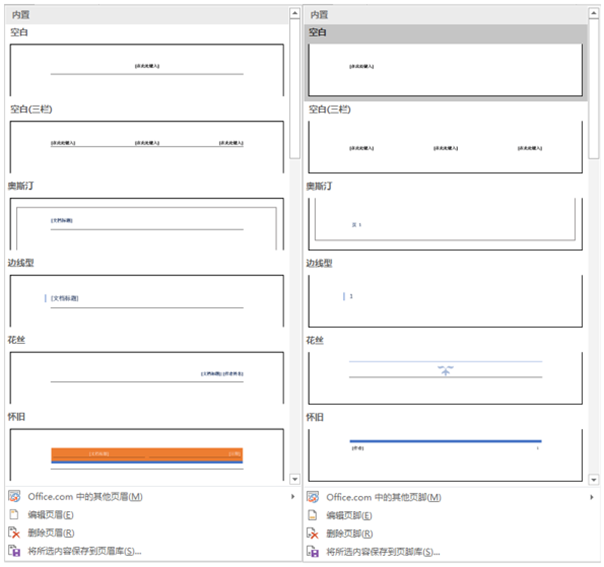 内置
空白
[在此处键入]
空白(三栏)
[在此处键入] [在此处键入] [在此处键入]
奥斯汀
[文档标题]
边线型
[文档标题]
花丝
[文档标题] [作者姓名]
怀旧
[文档标题] [日期]
Office.com 中的其他页眉(M)
编辑页眉(E)
删除页眉(R)
将所选内容保存到页眉库(S)...
内置
空白
[在此处键入]
空白(三栏)
[在此处键入] [在此处键入] [在此处键入]
奥斯汀
页 1
边线型
1
花丝
怀旧
[作者] 1
Office.com 中的其他页脚(M)
编辑页脚(E)
删除页脚(R)
将所选内容保存到页脚库(S)...